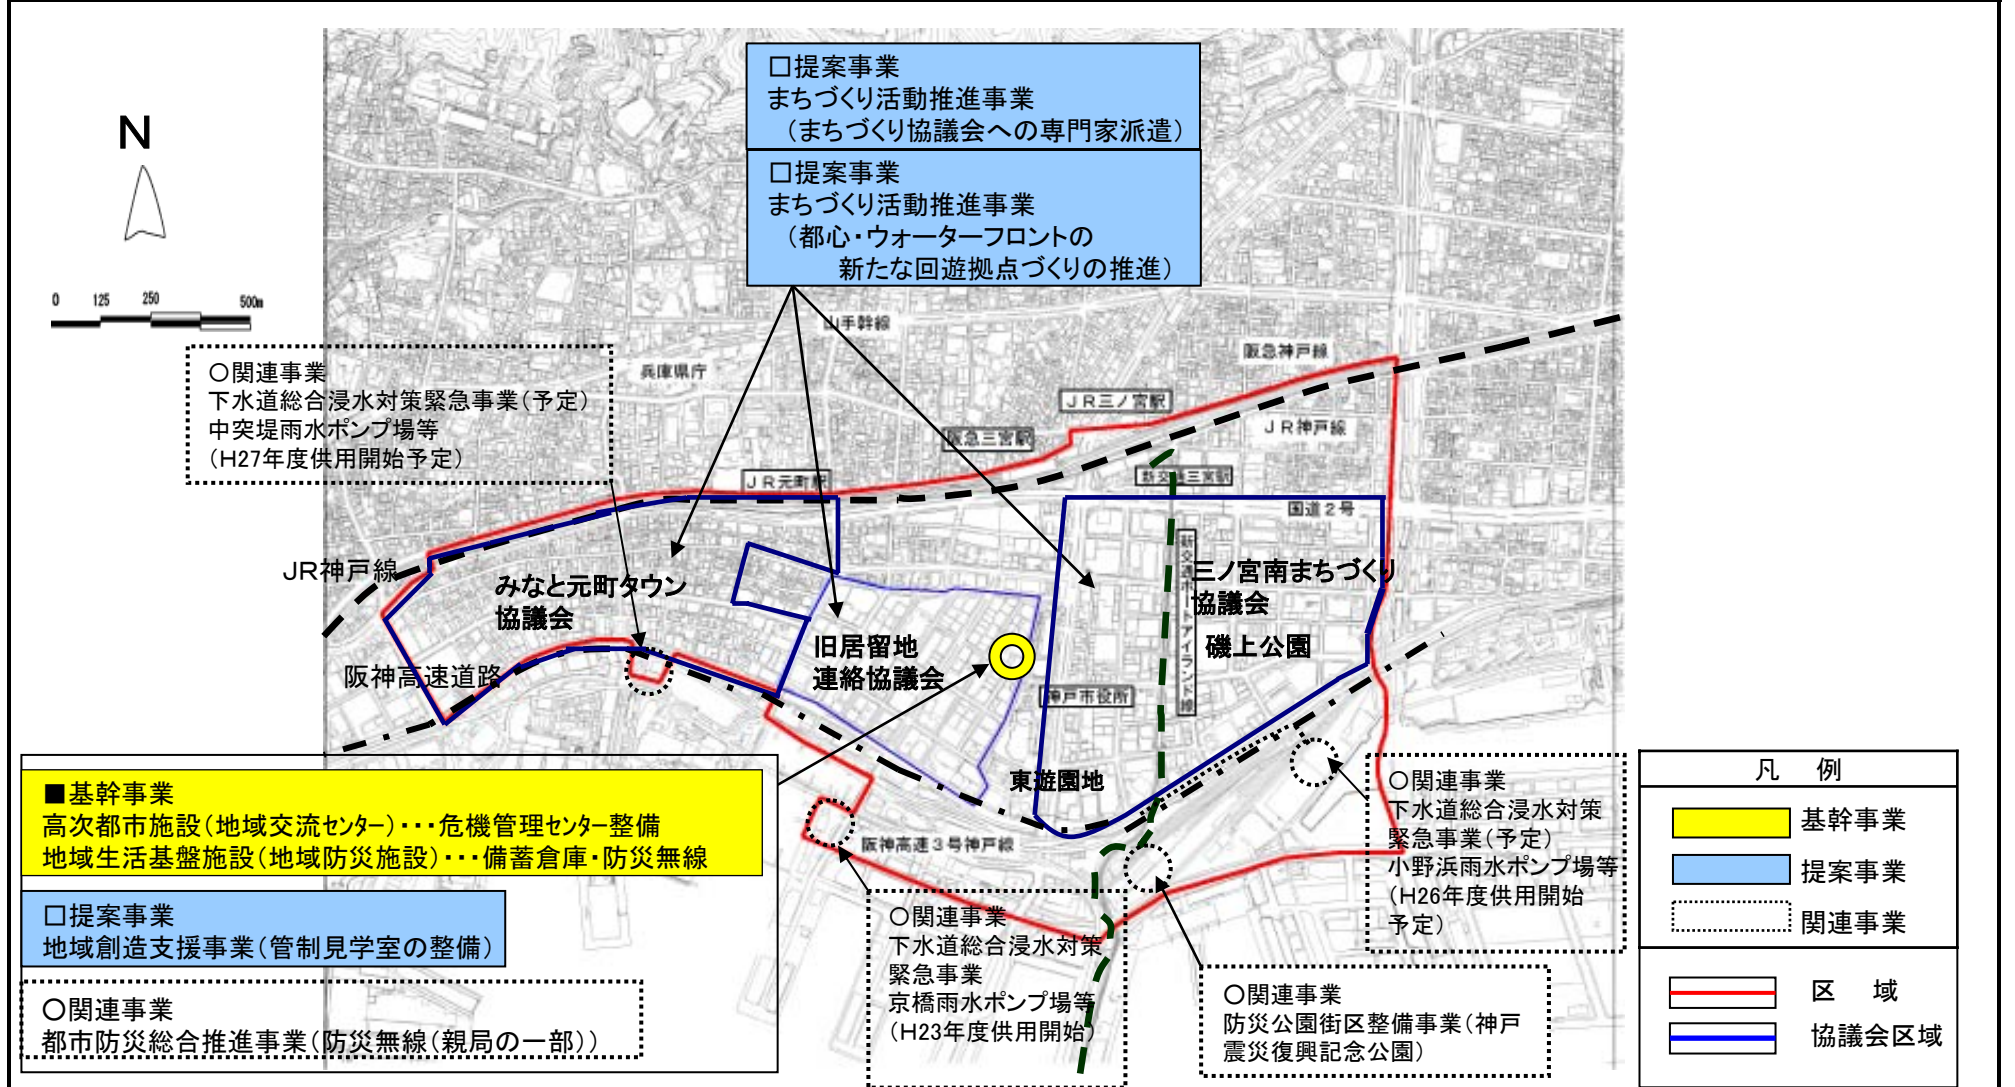 □提案事業
まちづくり活動推進事業
（まちづくり協議会への専門家派遣）
□提案事業
まちづくり活動推進事業
（都心・ウォーターフロントの
新たな回遊拠点づくりの推進）
N
0 125 250 500m
山手幹線
兵庫県庁
阪急神戸線
JR三ノ宮駅
JR神戸線
阪急三宮駅
JR元町駅
新交通三宮駅
国道2号
○関連事業
下水道総合浸水対策緊急事業（予定）
中突堤雨水ポンプ場等
（H27年度供用開始予定）
JR神戸線
みなと元町タウン
協議会
旧居留地
連絡協議会
新交通ポートアイランド線
三ノ宮南まちづくり
協議会
磯上公園
神戸市役所
阪神高速道路
東遊園地
阪神高速3号神戸線
■基幹事業
高次都市施設（地域交流センター）・・・危機管理センター整備
地域生活基盤施設（地域防災施設）・・・備蓄倉庫・防災無線
□提案事業
地域創造支援事業（管制見学室の整備）
○関連事業
都市防災総合推進事業（防災無線（親局の一部））
○関連事業
下水道総合浸水対策
緊急事業
京橋雨水ポンプ場等
（H23年度供用開始）
○関連事業
防災公園街区整備事業（神戸
震災復興記念公園）
○関連事業
下水道総合浸水対策
緊急事業（予定）
小野浜雨水ポンプ場等
（H26年度供用開始
予定）
凡 例
基幹事業
提案事業
関連事業
区 域
協議会区域